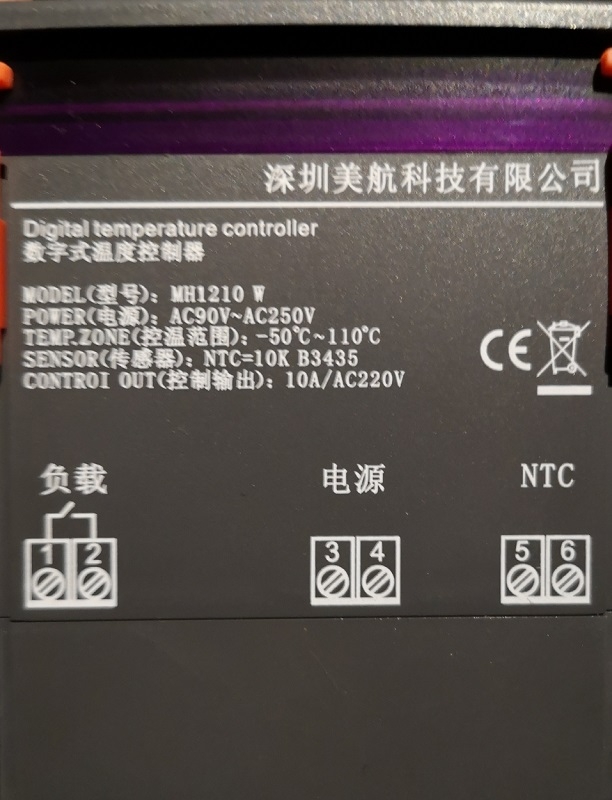 深圳美航科技有限公司
Digital temperature controller
数字式温度控制器
MODEL(型号): MH1210 W
POWER(电源): AC90V~AC250V
TEMP.ZONE(控温范围): -50℃~110℃
SENSOR(传感器): NTC=10K B3435
CONTROI OUT(控制输出): 10A/AC220V
CE
负载 电源 NTC
1 2 3 4 5 6